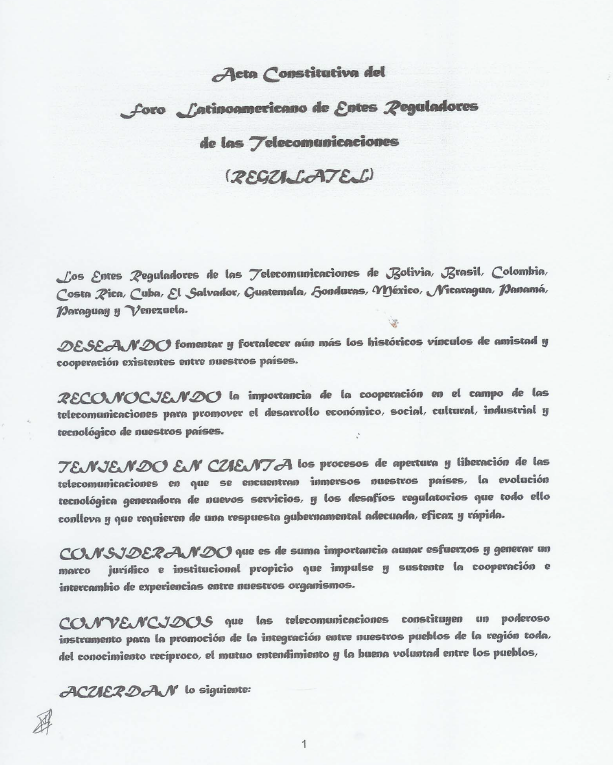 Acta Constitutiva del
Foro Latinoamericano de Entes Reguladores
de las Telecomunicaciones
(REGULATEL)
Los Entes Reguladores de las Telecomunicaciones de Bolivia, Brasil, Colombia,
Costa Rica, Cuba, El Salvador, Guatemala, Honduras, México, Nicaragua, Panamá,
Paraguay y Venezuela.
DESEANDO fomentar y fortalecer aún más los históricos vínculos de amistad y
cooperación existentes entre nuestros países.
RECONOCIENDO la importancia de la cooperación en el campo de las
telecomunicaciones para promover el desarrollo económico, social, cultural, industrial y
tecnológico de nuestros países.
TENIENDO EN CUENTA los procesos de apertura y liberación de las
telecomunicaciones en que se encuentran inmersos nuestros países, la evolución
tecnológica generadora de nuevos servicios, y los desafíos regulatorios que todo ello
conlleva y que requieren de una respuesta gubernamental adecuada, eficaz y rápida.
CONSIDERANDO que es de suma importancia aunar esfuerzos y generar un
marco jurídico e institucional propicio que impulse y sustente la cooperación e
intercambio de experiencias entre nuestros organismos.
CONVENCIDOS que las telecomunicaciones constituyen un poderoso
instrumento para la promoción de la integración entre nuestros pueblos de la región toda,
del conocimiento recíproco, el mutuo entendimiento y la buena voluntad entre los pueblos,
ACUERDAN lo siguiente:
1